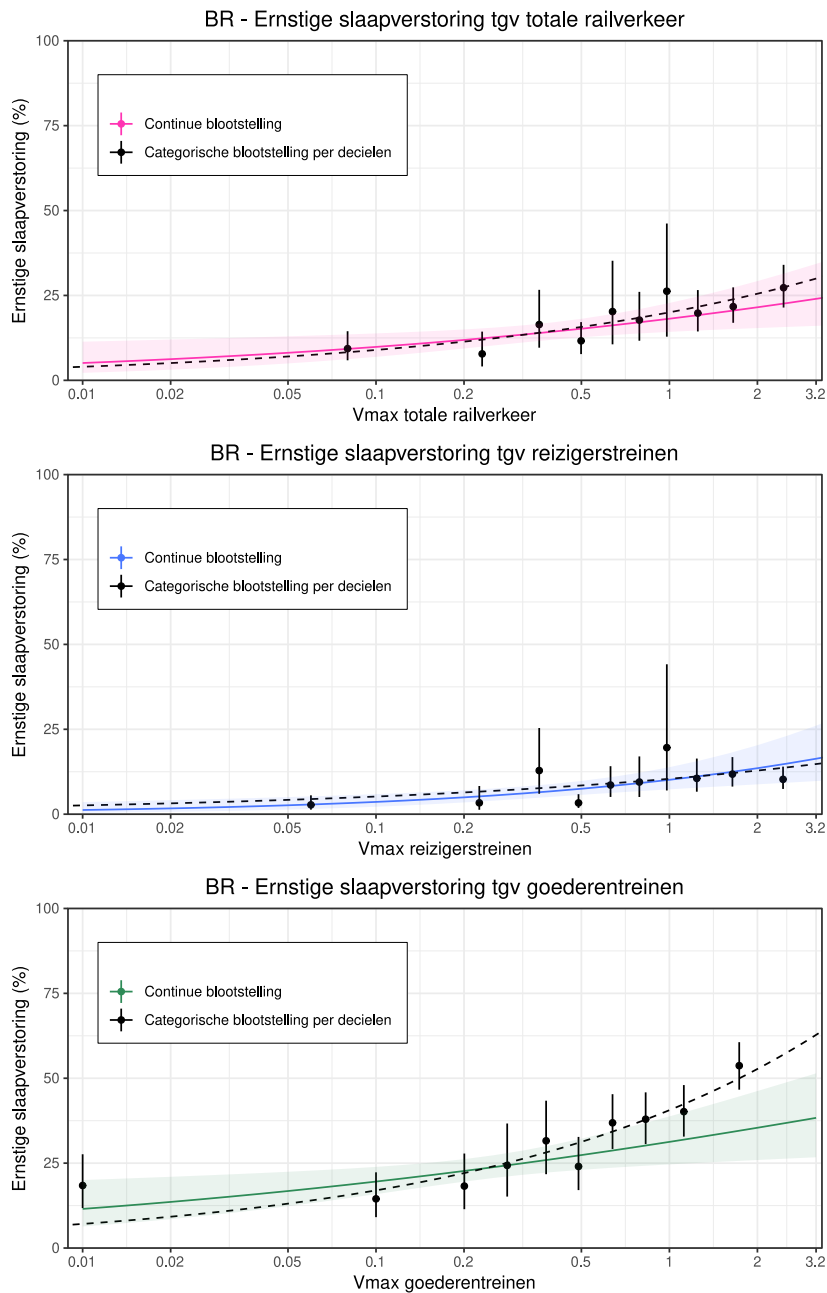 BR - Ernstige slaapverstoring tgv totale railverkeer
Ernstige slaapverstoring (%)
100
75
50
25
0
Continue blootstelling
Categorische blootstelling per decielen
0.01 0.02 0.05 0.1 0.2 0.5 1 2 3.2
Vmax totale railverkeer
BR - Ernstige slaapverstoring tgv reizigerstreinen
Ernstige slaapverstoring (%)
100
75
50
25
0
Continue blootstelling
Categorische blootstelling per decielen
0.01 0.02 0.05 0.1 0.2 0.5 1 2 3.2
Vmax reizigerstreinen
BR - Ernstige slaapverstoring tgv goederentreinen
Ernstige slaapverstoring (%)
100
75
50
25
0
Continue blootstelling
Categorische blootstelling per decielen
0.01 0.02 0.05 0.1 0.2 0.5 1 2 3.2
Vmax goederentreinen